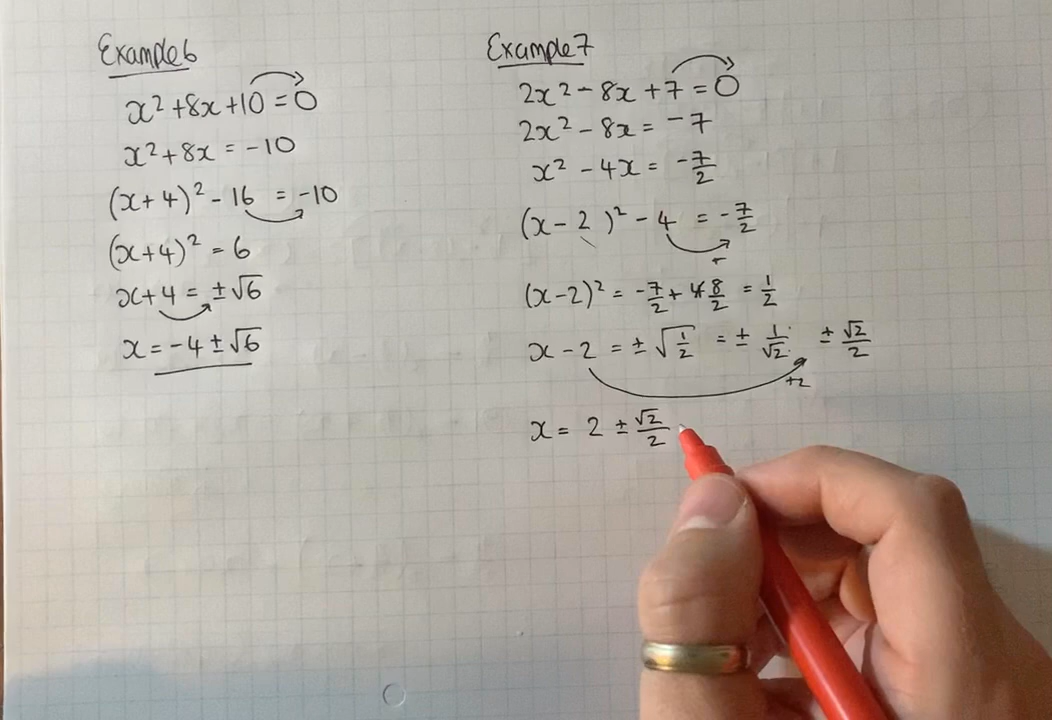 Example 6
x² + 8x + 10 = 0
x² + 8x = -10
(x + 4)² - 16 = -10
(x + 4)² = 6
x + 4 = ±√6
x = -4 ± √6
Example 7
2x² - 8x + 7 = 0
2x² - 8x = -7
x² - 4x = -7/2
(x - 2)² - 4 = -7/2
+
(x - 2)² = -7/2 + 4 8/2 = 1/2
x - 2 = ±√(1/2) = ± 1/√2 ± √2/2
+2
x = 2 ± √2/2